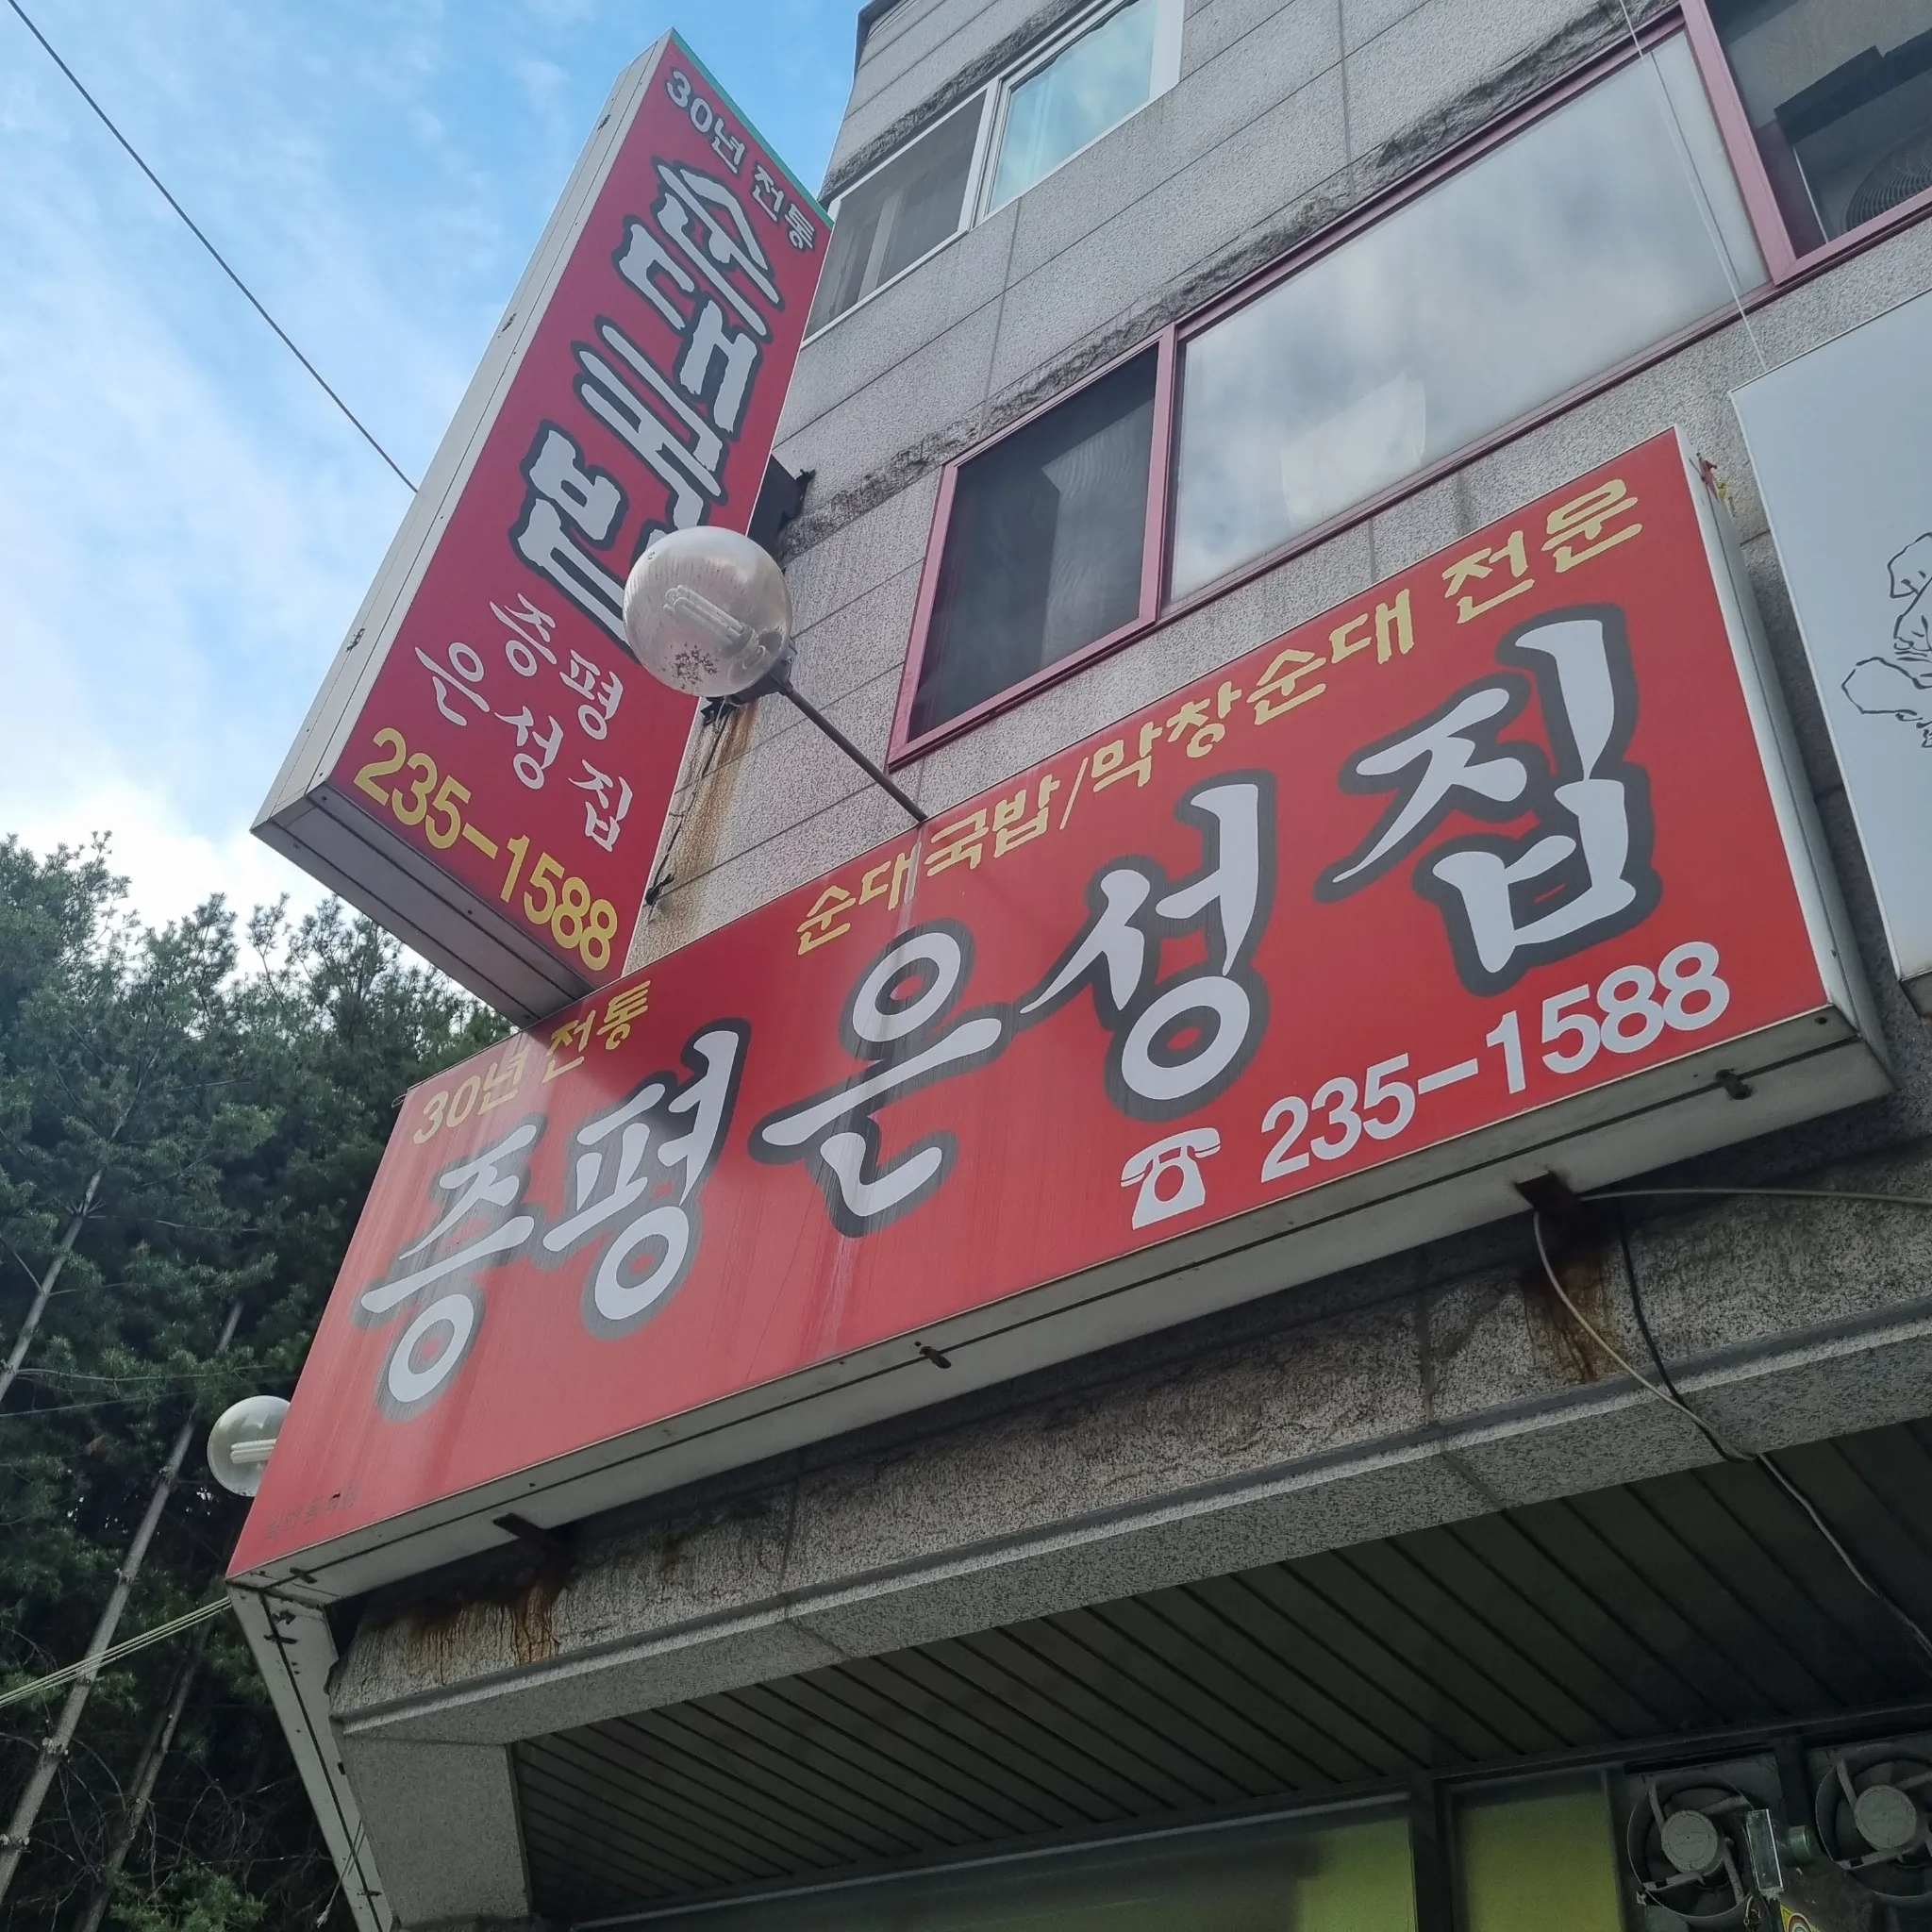 30년 전통
순대국밥
증평
은성집
235-1588
순대국밥/막창순대 전문
30년 전통
증평은성집
☎ 235-1588